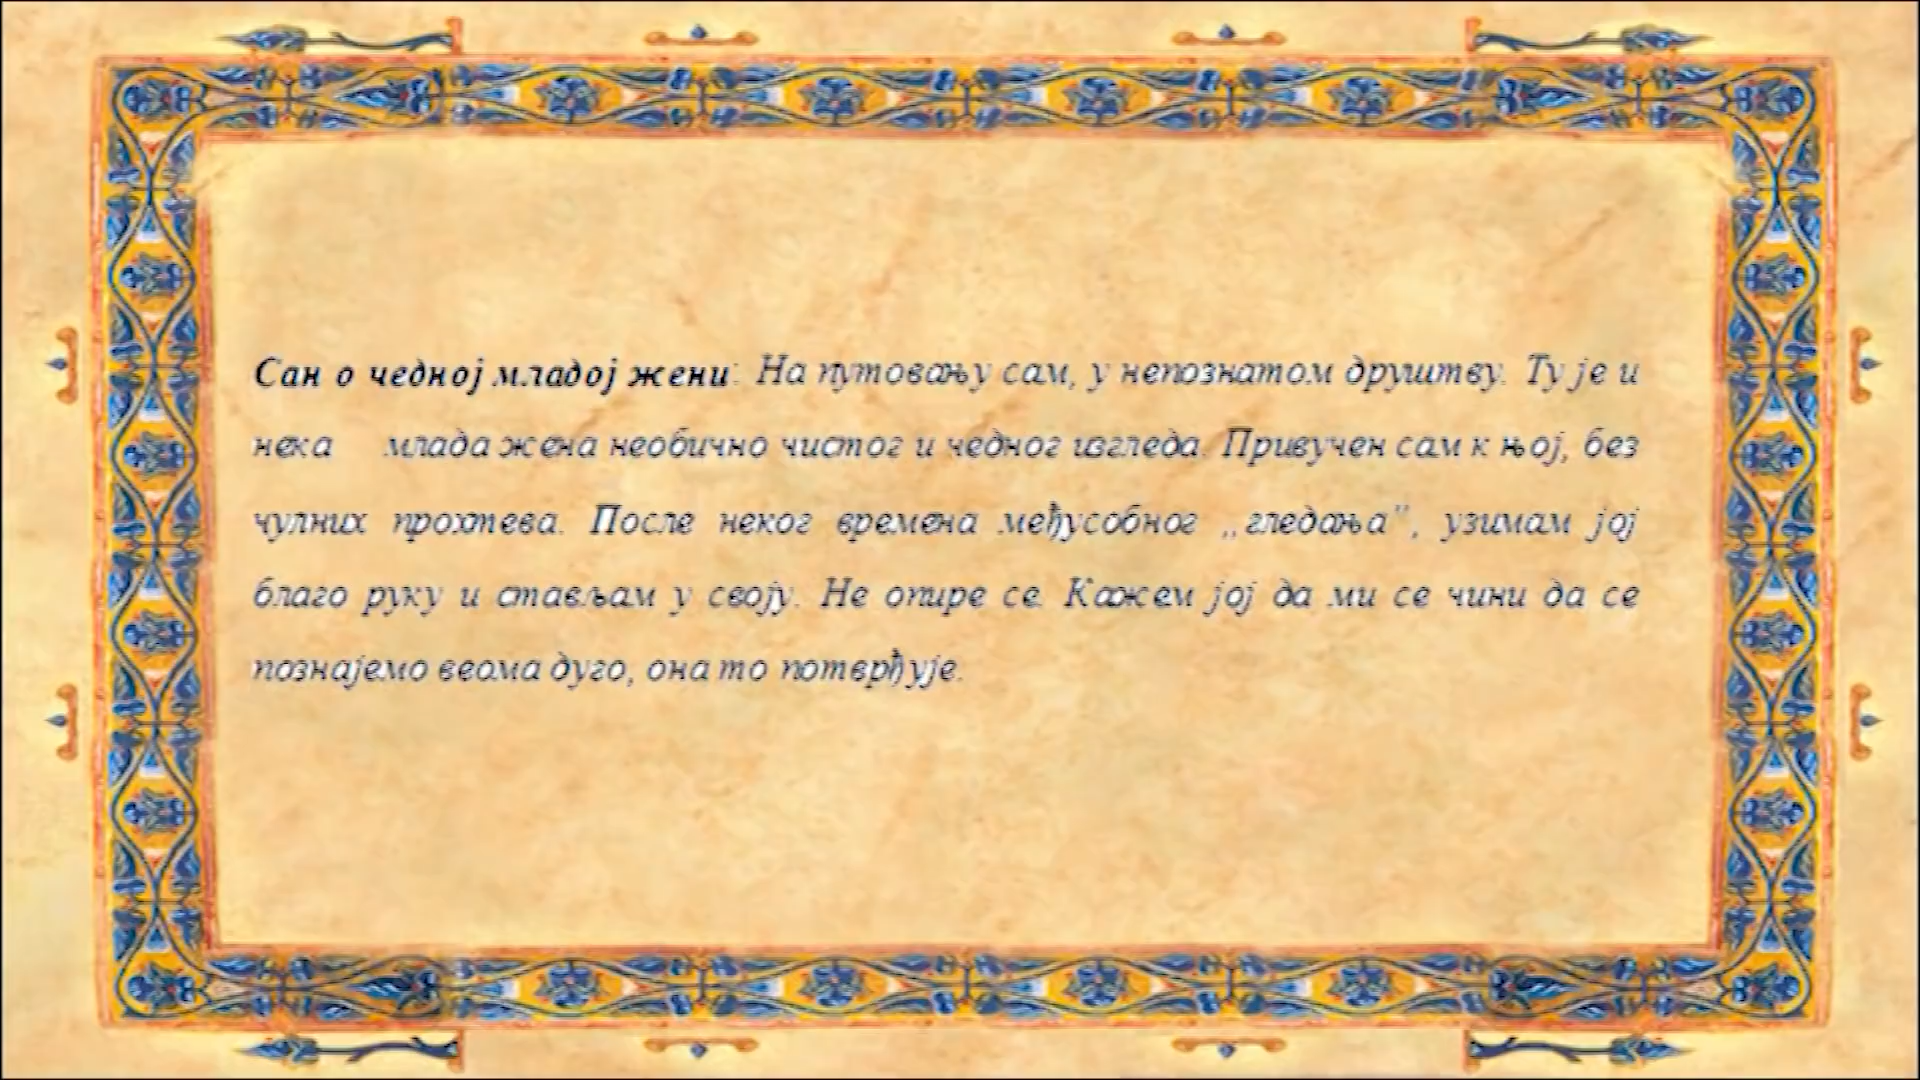 Сан о чедној младој жени: На путовању сам, у непознатом друштву. Ту је и
нека млада жена необично чистог и чедног изгледа. Привучен сам к њој, без
чулних прохтева. После неког времена међусобног „гледања", узимам јој
благо руку и стављам у своју. Не опире се. Кажем јој да ми се чини да се
познајемо веома дуго, она то потврђује.